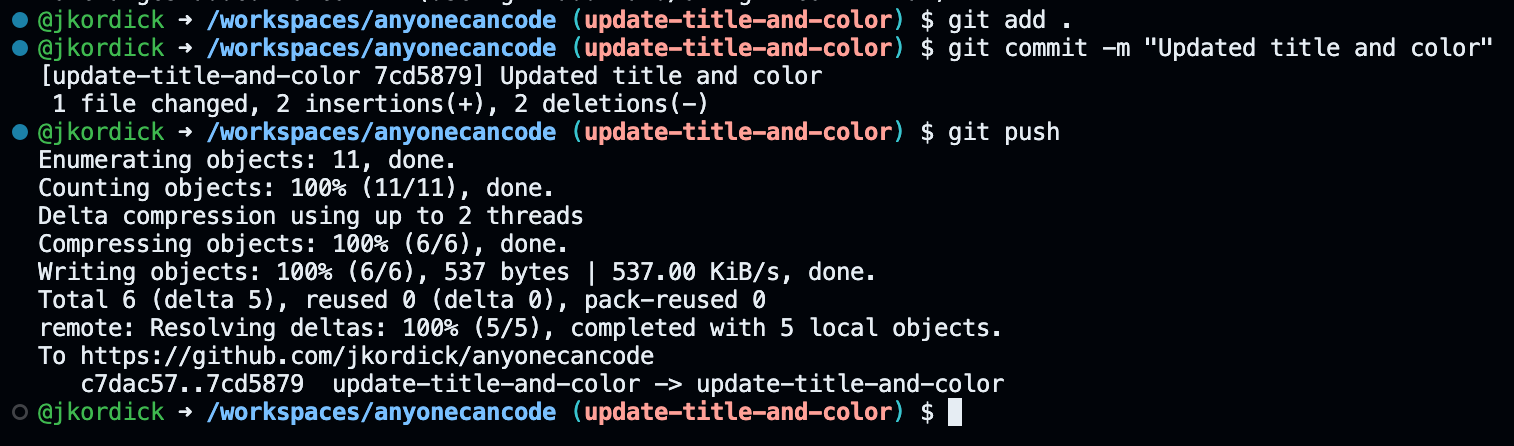 @jkordick ➜ /workspaces/anyonecancode (update-title-and-color) $ git add .
@jkordick ➜ /workspaces/anyonecancode (update-title-and-color) $ git commit -m "Updated title and color"
[update-title-and-color 7cd5879] Updated title and color
 1 file changed, 2 insertions(+), 2 deletions(-)
@jkordick ➜ /workspaces/anyonecancode (update-title-and-color) $ git push
Enumerating objects: 11, done.
Counting objects: 100% (11/11), done.
Delta compression using up to 2 threads
Compressing objects: 100% (6/6), done.
Writing objects: 100% (6/6), 537 bytes | 537.00 KiB/s, done.
Total 6 (delta 5), reused 0 (delta 0), pack-reused 0
remote: Resolving deltas: 100% (5/5), completed with 5 local objects.
To https://github.com/jkordick/anyonecancode
   c7dac57..7cd5879  update-title-and-color -> update-title-and-color
@jkordick ➜ /workspaces/anyonecancode (update-title-and-color) $